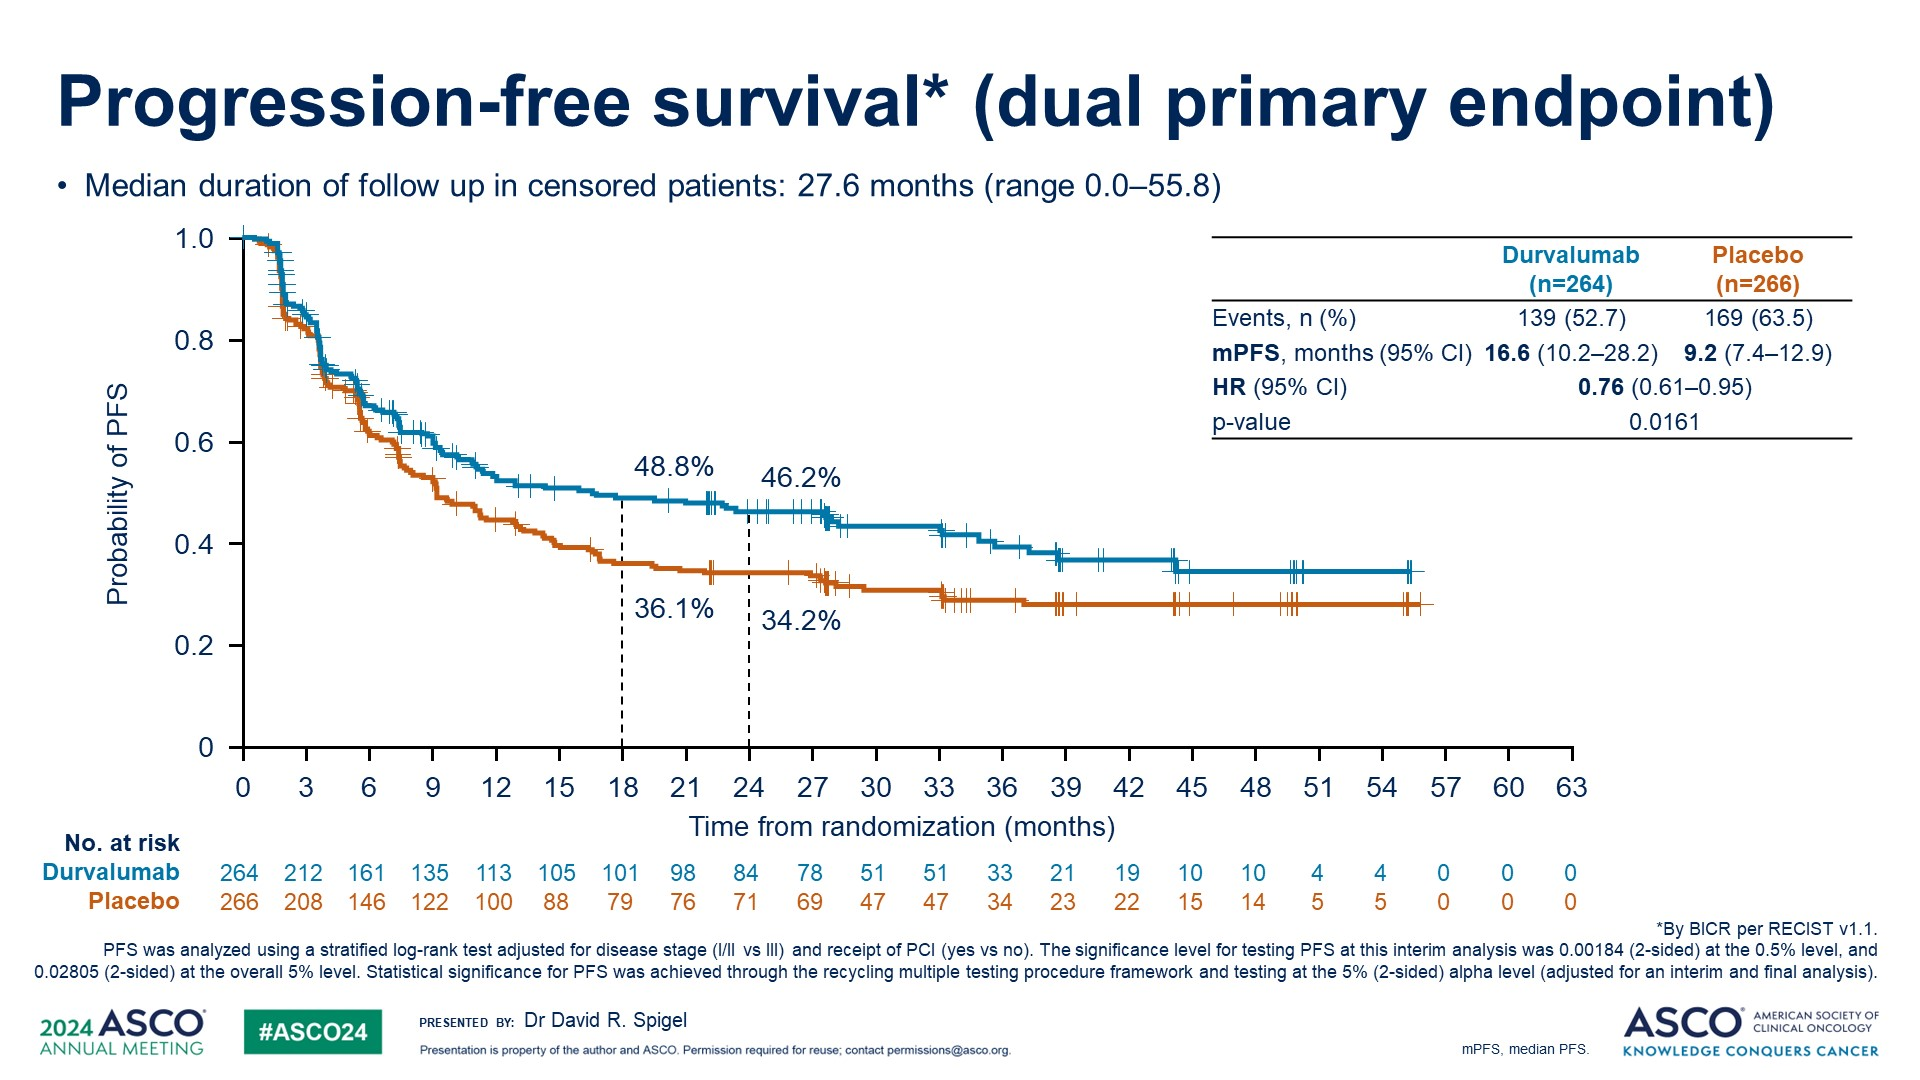 Progression-free survival* (dual primary endpoint)
• Median duration of follow up in censored patients: 27.6 months (range 0.0–55.8)
Probability of PFS
1.0
0.8
0.6
0.4
0.2
0
48.8%
46.2%
36.1%
34.2%
Durvalumab Placebo
(n=264) (n=266)
Events, n (%) 139 (52.7) 169 (63.5)
mPFS, months (95% CI) 16.6 (10.2–28.2) 9.2 (7.4–12.9)
HR (95% CI) 0.76 (0.61–0.95)
p-value 0.0161
0 3 6 9 12 15 18 21 24 27 30 33 36 39 42 45 48 51 54 57 60 63
Time from randomization (months)
No. at risk
Durvalumab 264 212 161 135 113 105 101 98 84 78 51 51 33 21 19 10 10 4 4 0 0 0
Placebo 266 208 146 122 100 88 79 76 71 69 47 47 34 23 22 15 14 5 5 0 0 0
*By BICR per RECIST v1.1.
PFS was analyzed using a stratified log-rank test adjusted for disease stage (I/II vs III) and receipt of PCI (yes vs no). The significance level for testing PFS at this interim analysis was 0.00184 (2-sided) at the 0.5% level, and
0.02805 (2-sided) at the overall 5% level. Statistical significance for PFS was achieved through the recycling multiple testing procedure framework and testing at the 5% (2-sided) alpha level (adjusted for an interim and final analysis).
2024 ASCO
ANNUAL MEETING
#ASCO24
PRESENTED BY: Dr David R. Spigel
Presentation is property of the author and ASCO. Permission required for reuse; contact permissions@asco.org.
mPFS, median PFS.
ASCO AMERICAN SOCIETY OF
CLINICAL ONCOLOGY
KNOWLEDGE CONQUERS CANCER